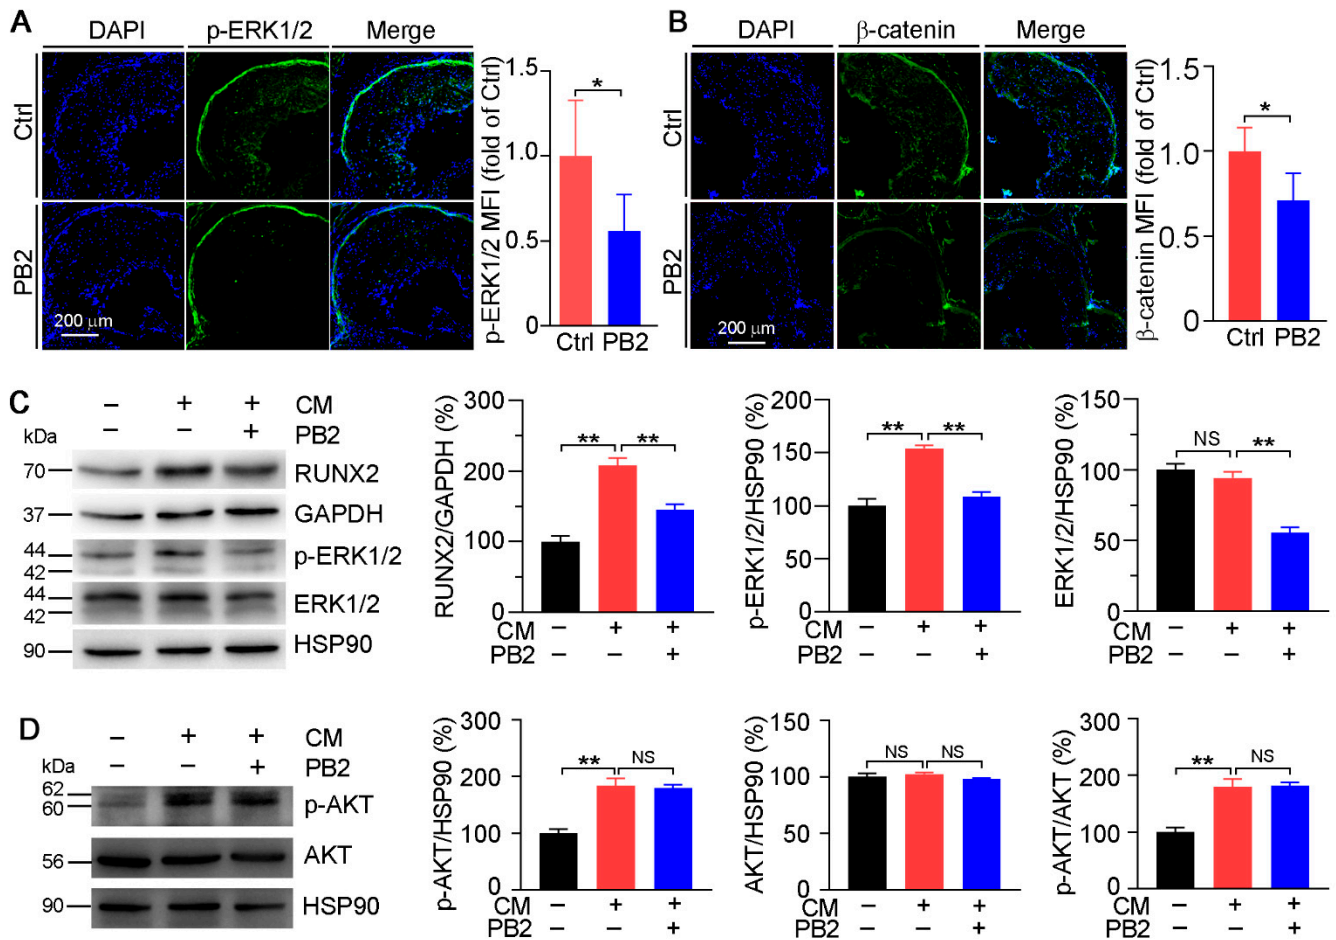 A
DAPI p-ERK1/2 Merge
Ctrl
PB2
200 μm
p-ERK1/2 MFI (fold of Ctrl)
1.5
1.0
0.5
0
*
Ctrl PB2
B
DAPI β-catenin Merge
Ctrl
PB2
200 μm
β-catenin MFI (fold of Ctrl)
1.5
1.0
0.5
0
*
Ctrl PB2
C
– + + CM
kDa – – + PB2
70 RUNX2
37 GAPDH
44 p-ERK1/2
42
44 ERK1/2
42
90 HSP90
RUNX2/GAPDH (%)
300
200
100
0
** **
CM – + +
PB2 – – +
p-ERK1/2/HSP90 (%)
200
150
100
50
0
** **
CM – + +
PB2 – – +
ERK1/2/HSP90 (%)
150
100
50
0
NS **
CM – + +
PB2 – – +
D
– + + CM
kDa – – + PB2
62 p-AKT
60
56 AKT
90 HSP90
p-AKT/HSP90 (%)
300
200
100
0
** NS
CM – + +
PB2 – – +
AKT/HSP90 (%)
150
100
50
0
NS NS
CM – + +
PB2 – – +
p-AKT/AKT (%)
300
200
100
0
** NS
CM – + +
PB2 – – +